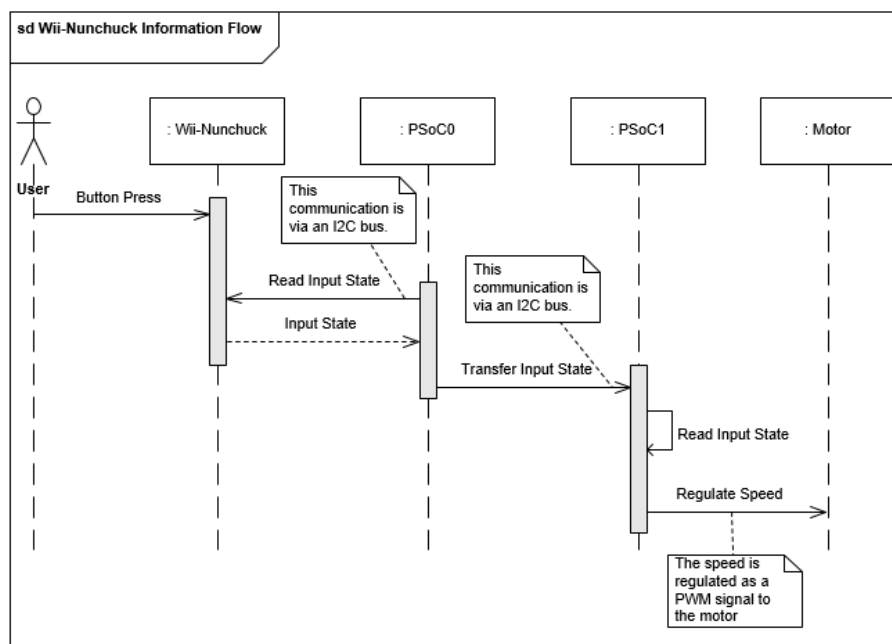 sd Wii-Nunchuck Information Flow
: Wii-Nunchuck
: PSoC0
: PSoC1
: Motor
User
Button Press
This
communication is
via an I2C bus.
Read Input State
This
communication is
via an I2C bus.
Input State
Transfer Input State
Read Input State
Regulate Speed
The speed is
regulated as a
PWM signal to
the motor